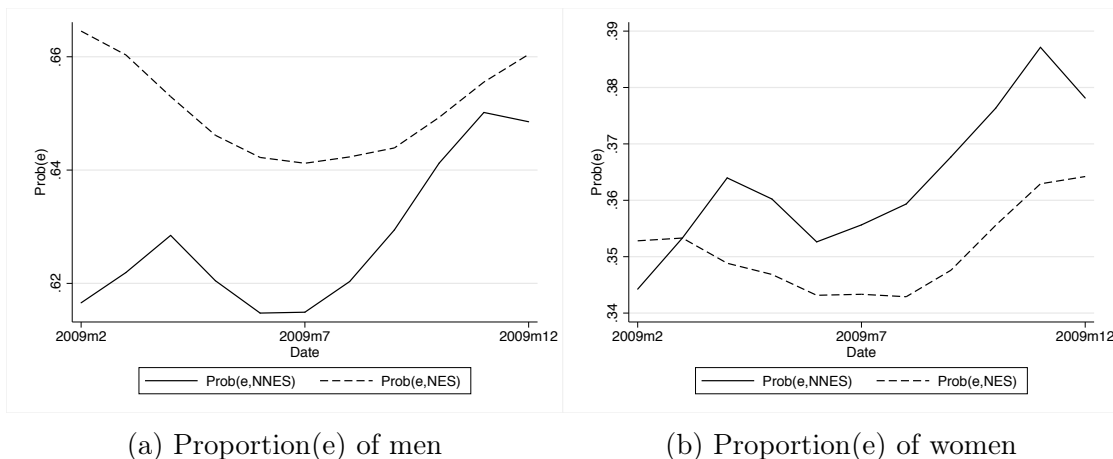 .66
.64
.62
Prob(e)
2009m2 2009m7 2009m12
Date
Prob(e,NNES) Prob(e,NES)
(a) Proportion(e) of men
.39
.38
.37
.36
.35
.34
Prob(e)
2009m2 2009m7 2009m12
Date
Prob(e,NNES) Prob(e,NES)
(b) Proportion(e) of women